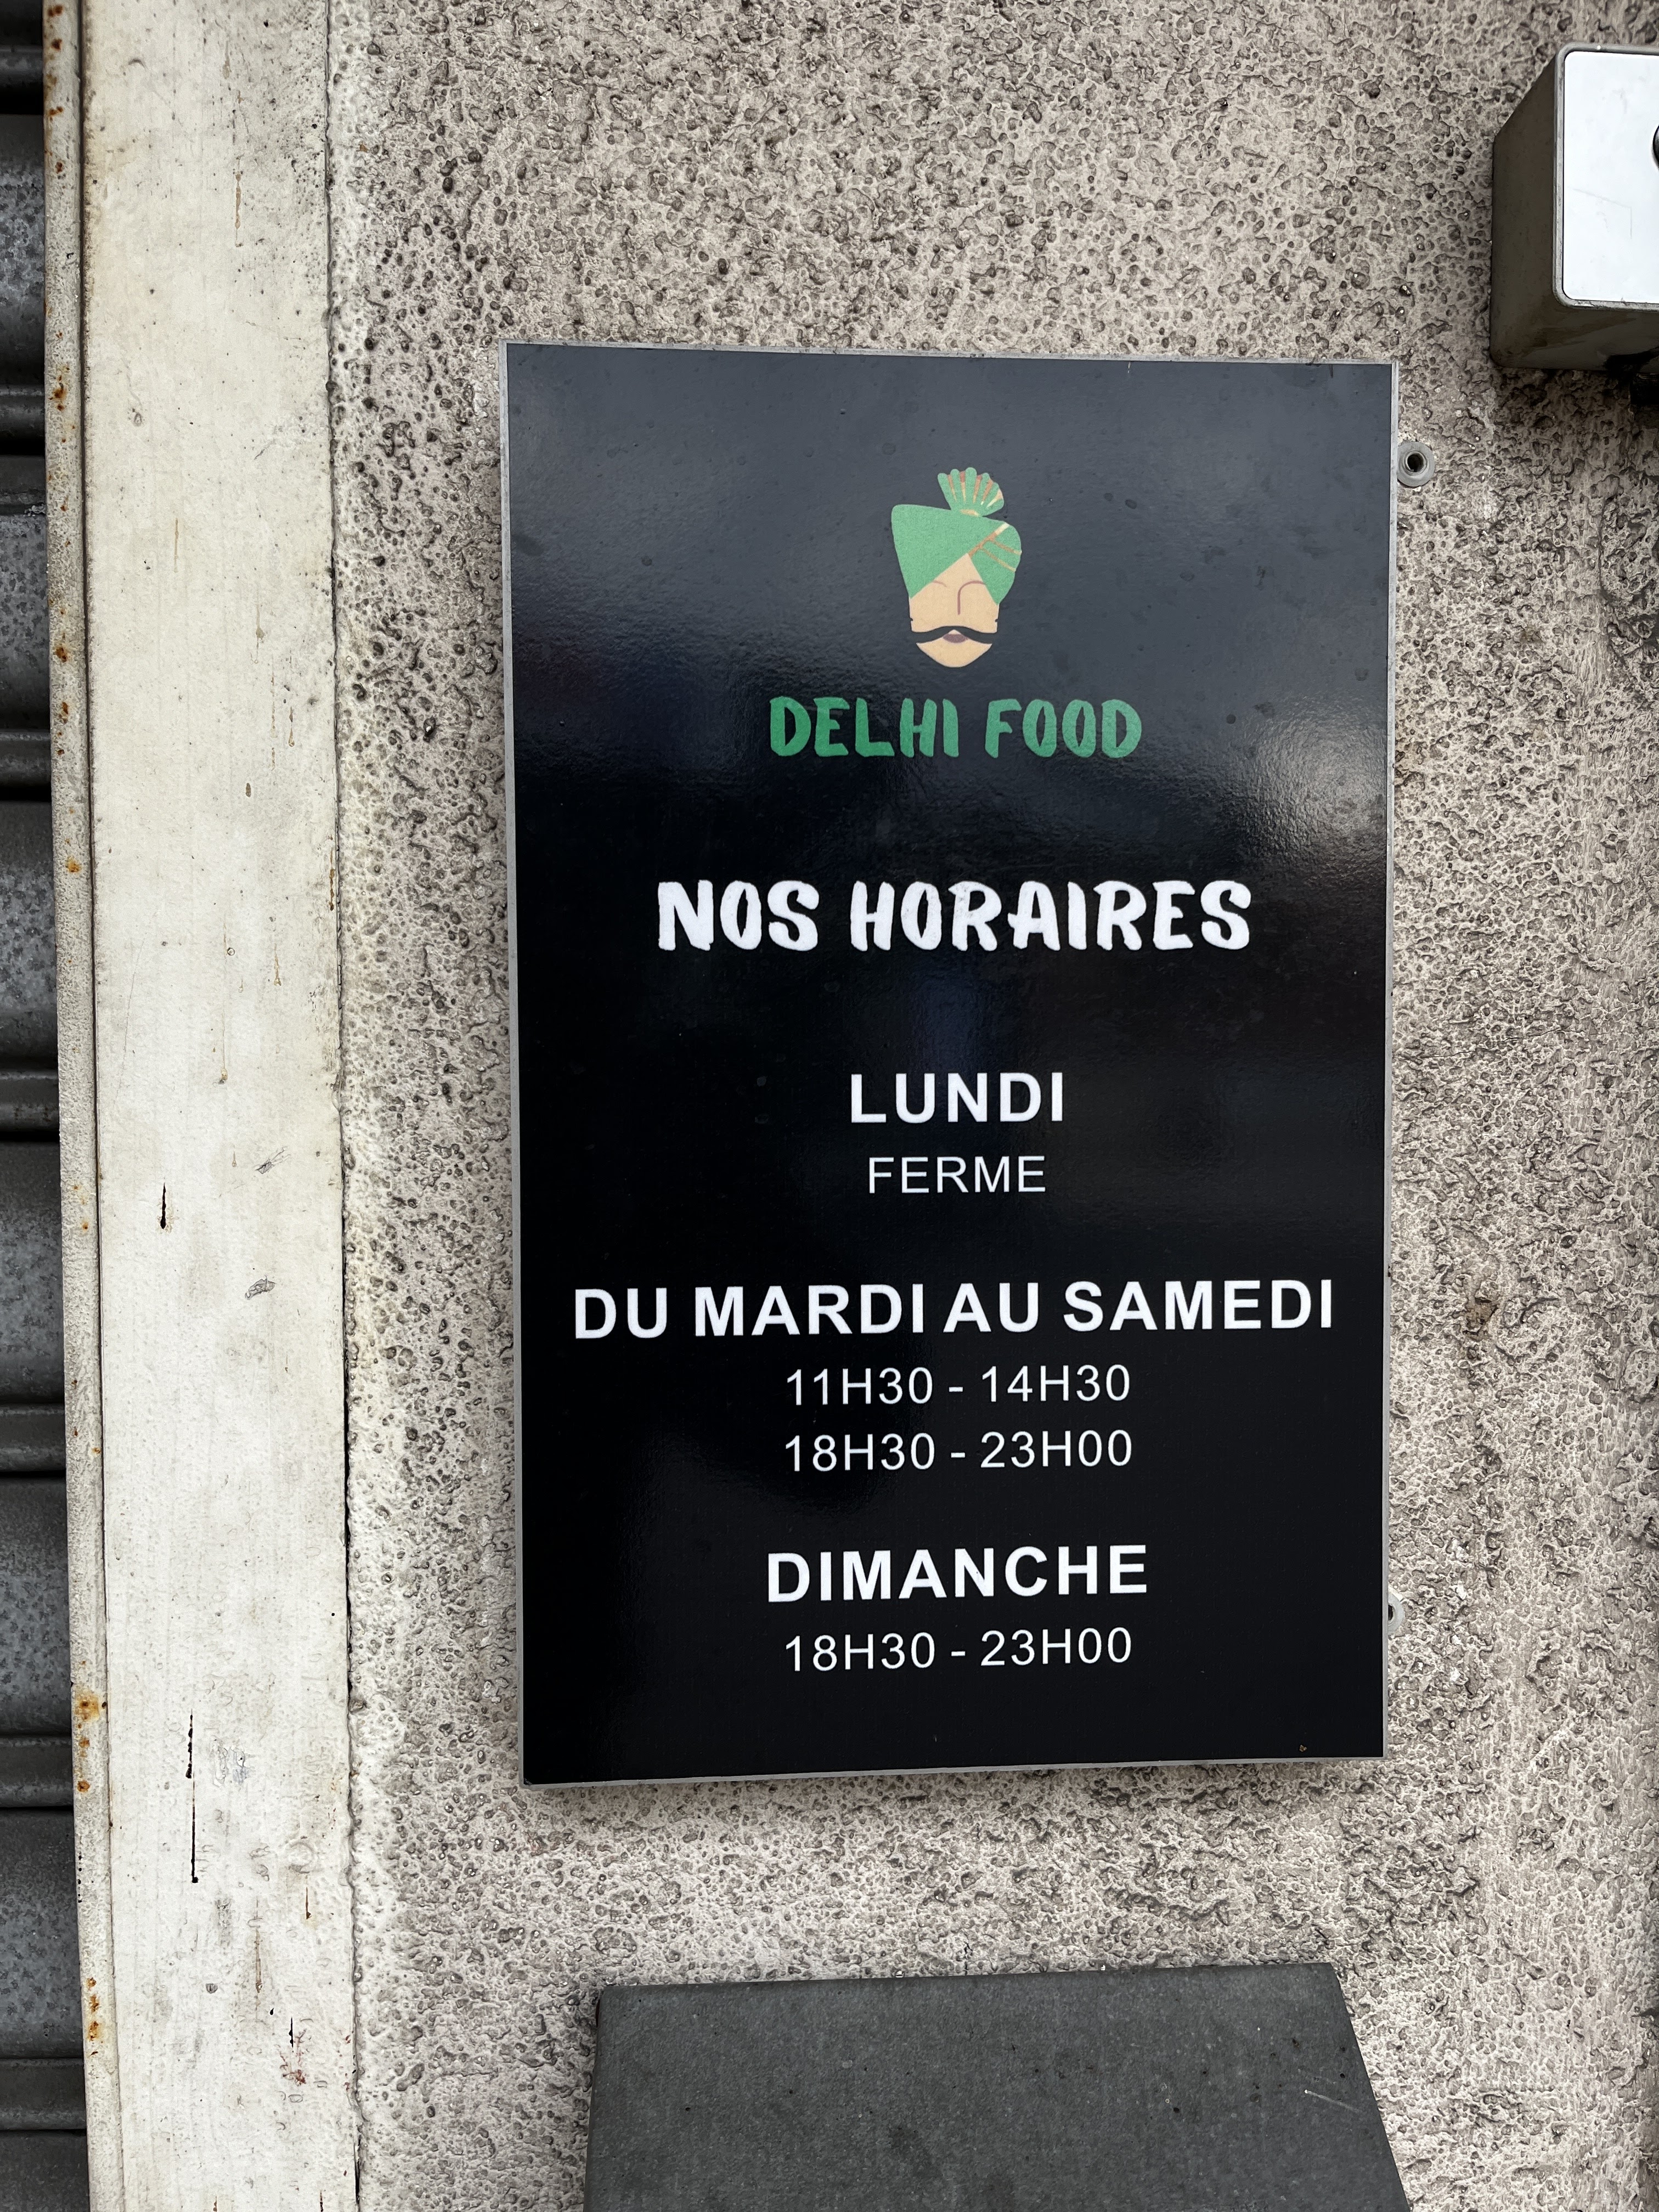 DELHI FOOD
NOS HORAIRES
LUNDI
FERME
DU MARDI AU SAMEDI
11H30 - 14H30
18H30 - 23H00
DIMANCHE
18H30 - 23H00